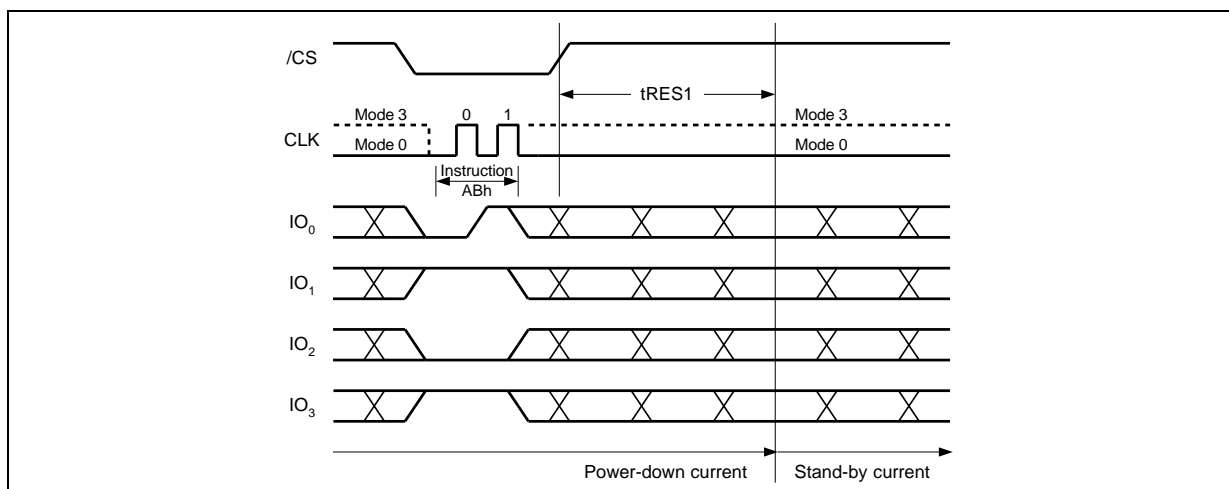 /CS
tRES1
Mode 3
0
1
Mode 3
CLK
Mode 0
Mode 0
Instruction
ABh
IO0
IO1
IO2
IO3
Power-down current
Stand-by current